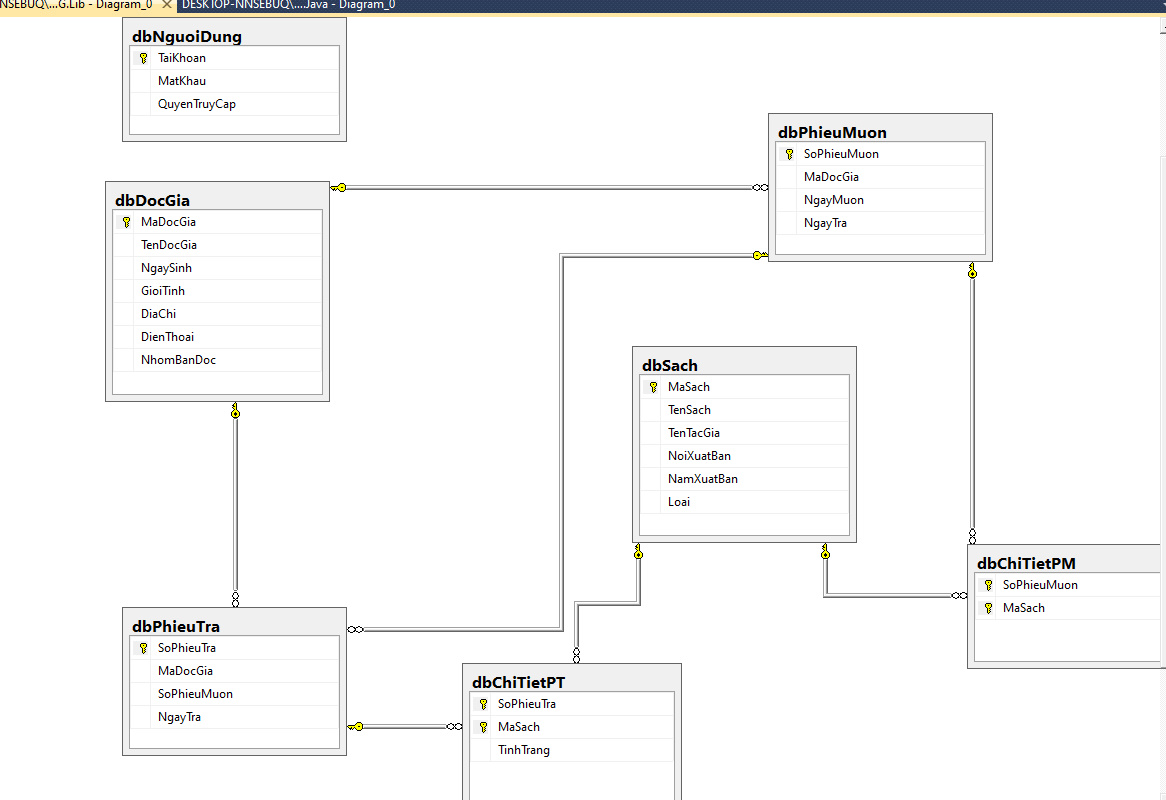 NSEBUQ\...G.Lib - Diagram_0 DESKTOP-NNSEBUQ\...Java - Diagram_0
dbNguoiDung
TaiKhoan
MatKhau
QuyenTruyCap
dbPhieuMuon
SoPhieuMuon
MaDocGia
NgayMuon
NgayTra
dbDocGia
MaDocGia
TenDocGia
NgaySinh
GioiTinh
DiaChi
DienThoai
NhomBanDoc
dbSach
MaSach
TenSach
TenTacGia
NoiXuatBan
NamXuatBan
Loai
dbChiTietPM
SoPhieuMuon
MaSach
dbPhieuTra
SoPhieuTra
MaDocGia
SoPhieuMuon
NgayTra
dbChiTietPT
SoPhieuTra
MaSach
TinhTrang